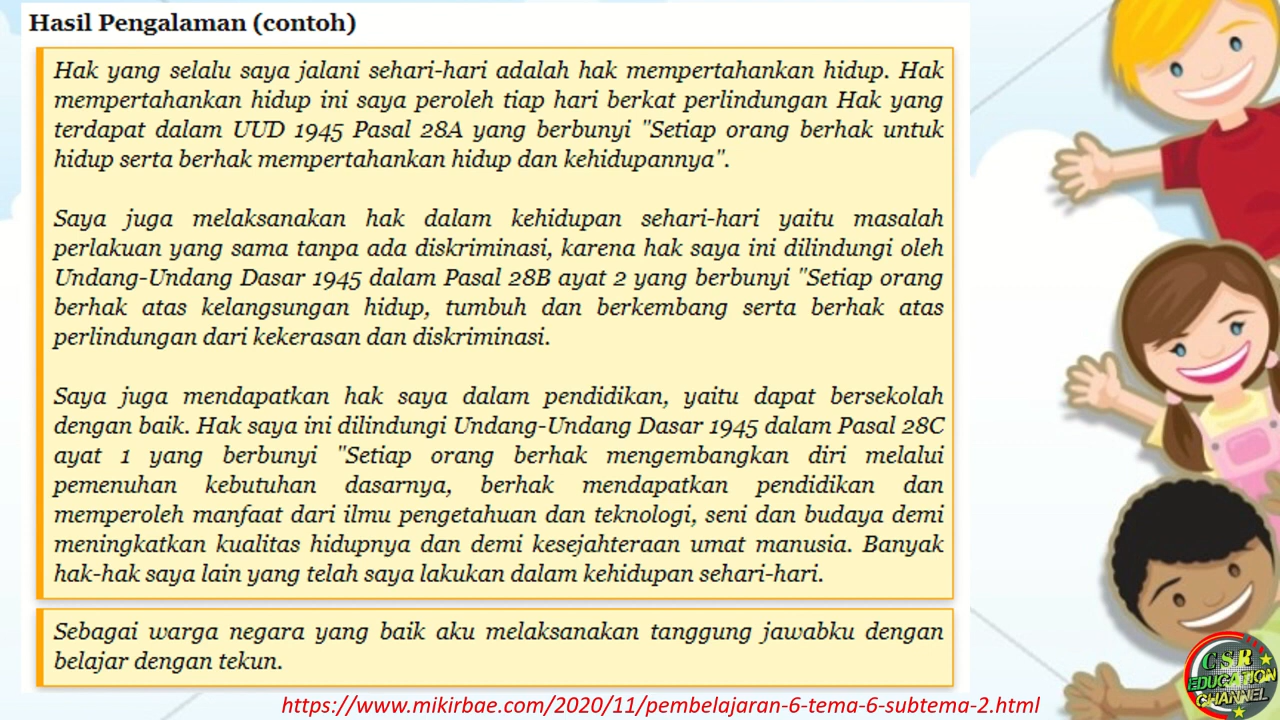 Hasil Pengalaman (contoh)
Hak yang selalu saya jalani sehari-hari adalah hak mempertahankan hidup. Hak
mempertahankan hidup ini saya peroleh tiap hari berkat perlindungan Hak yang
terdapat dalam UUD 1945 Pasal 28A yang berbunyi "Setiap orang berhak untuk
hidup serta berhak mempertahankan hidup dan kehidupannya".
Saya juga melaksanakan hak dalam kehidupan sehari-hari yaitu masalah
perlakuan yang sama tanpa ada diskriminasi, karena hak saya ini dilindungi oleh
Undang-Undang Dasar 1945 dalam Pasal 28B ayat 2 yang berbunyi "Setiap orang
berhak atas kelangsungan hidup, tumbuh dan berkembang serta berhak atas
perlindungan dari kekerasan dan diskriminasi.
Saya juga mendapatkan hak saya dalam pendidikan, yaitu dapat bersekolah
dengan baik. Hak saya ini dilindungi Undang-Undang Dasar 1945 dalam Pasal 28C
ayat 1 yang berbunyi "Setiap orang berhak mengembangkan diri melalui
pemenuhan kebutuhan dasarnya, berhak mendapatkan pendidikan dan
memperoleh manfaat dari ilmu pengetahuan dan teknologi, seni dan budaya demi
meningkatkan kualitas hidupnya dan demi kesejahteraan umat manusia. Banyak
hak-hak saya lain yang telah saya lakukan dalam kehidupan sehari-hari.
Sebagai warga negara yang baik aku melaksanakan tanggung jawabku dengan
belajar dengan tekun.
https://www.mikirbae.com/2020/11/pembelajaran-6-tema-6-subtema-2.html
CSR
EDUCATION
CHANNEL